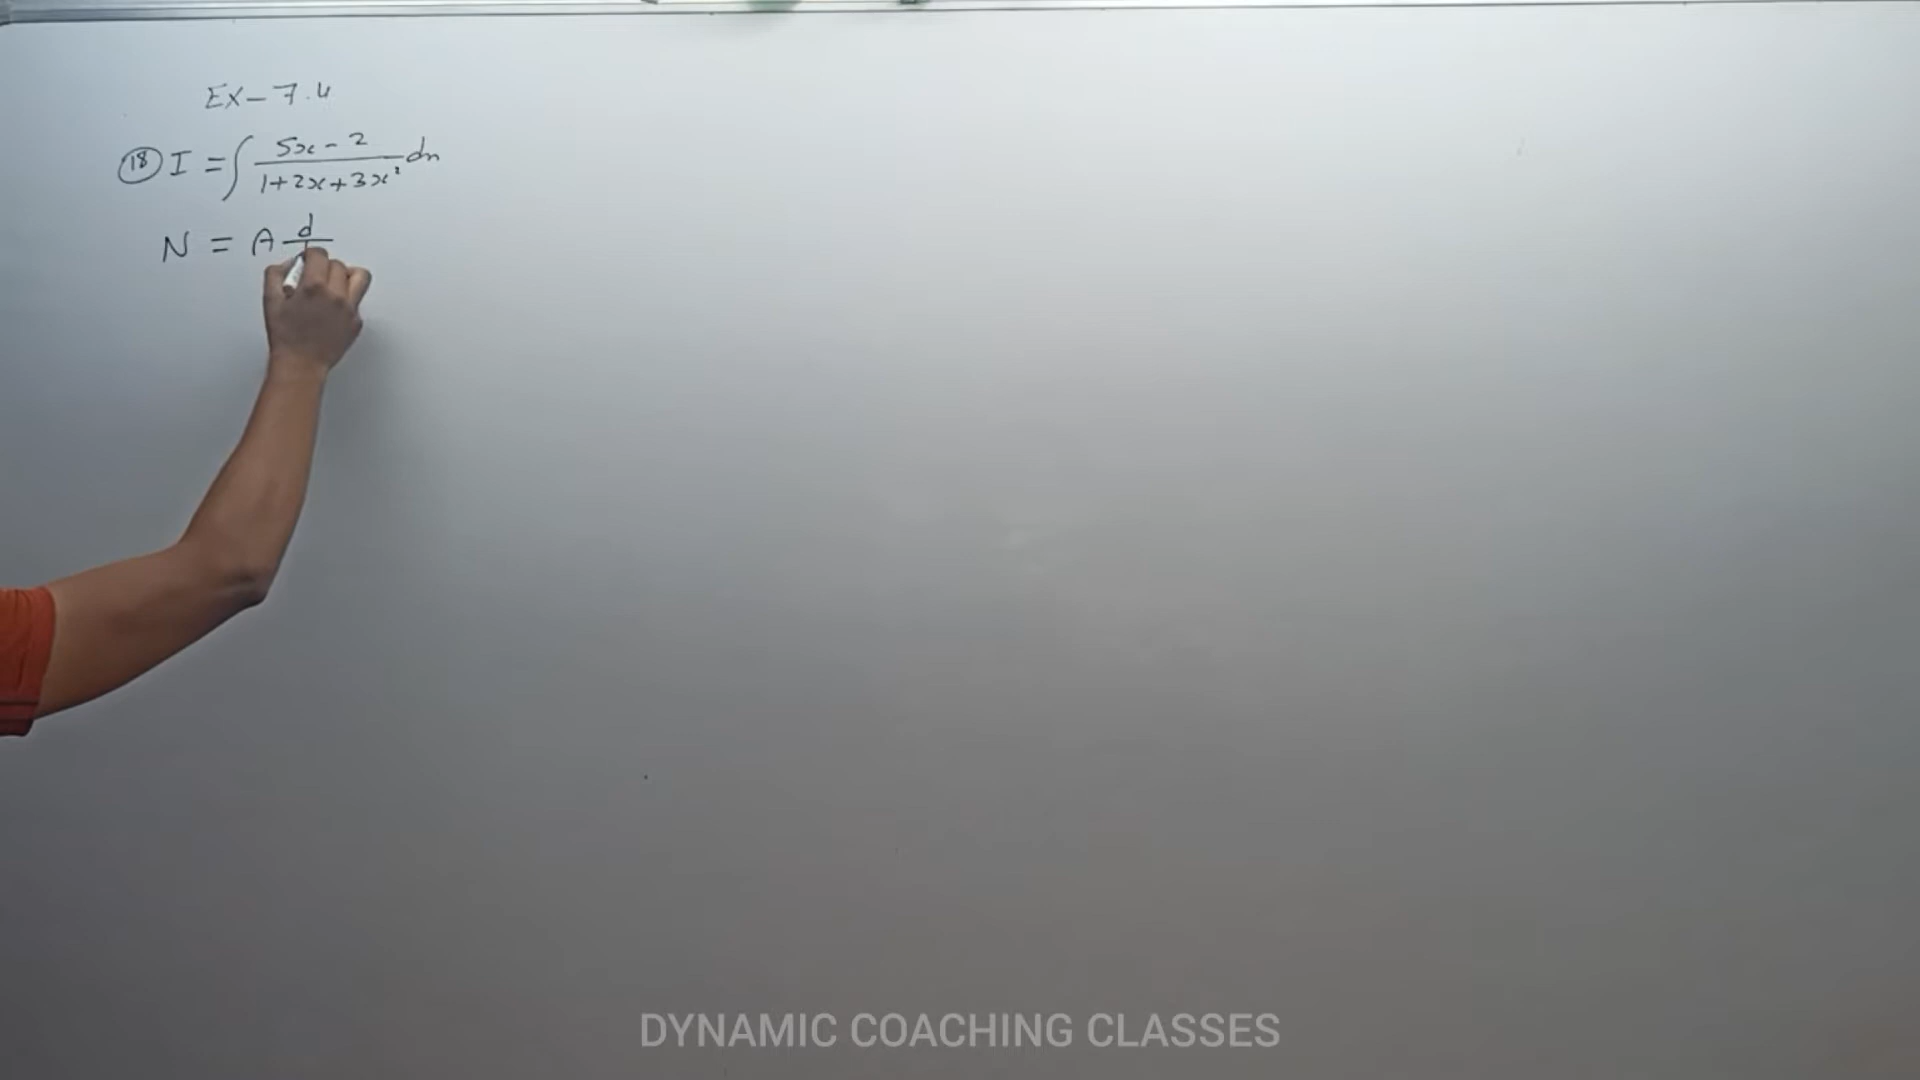 Ex-7.4
18 I = ∫ (5x - 2)/(1+2x+3x²) dx
N = A d
DYNAMIC COACHING CLASSES